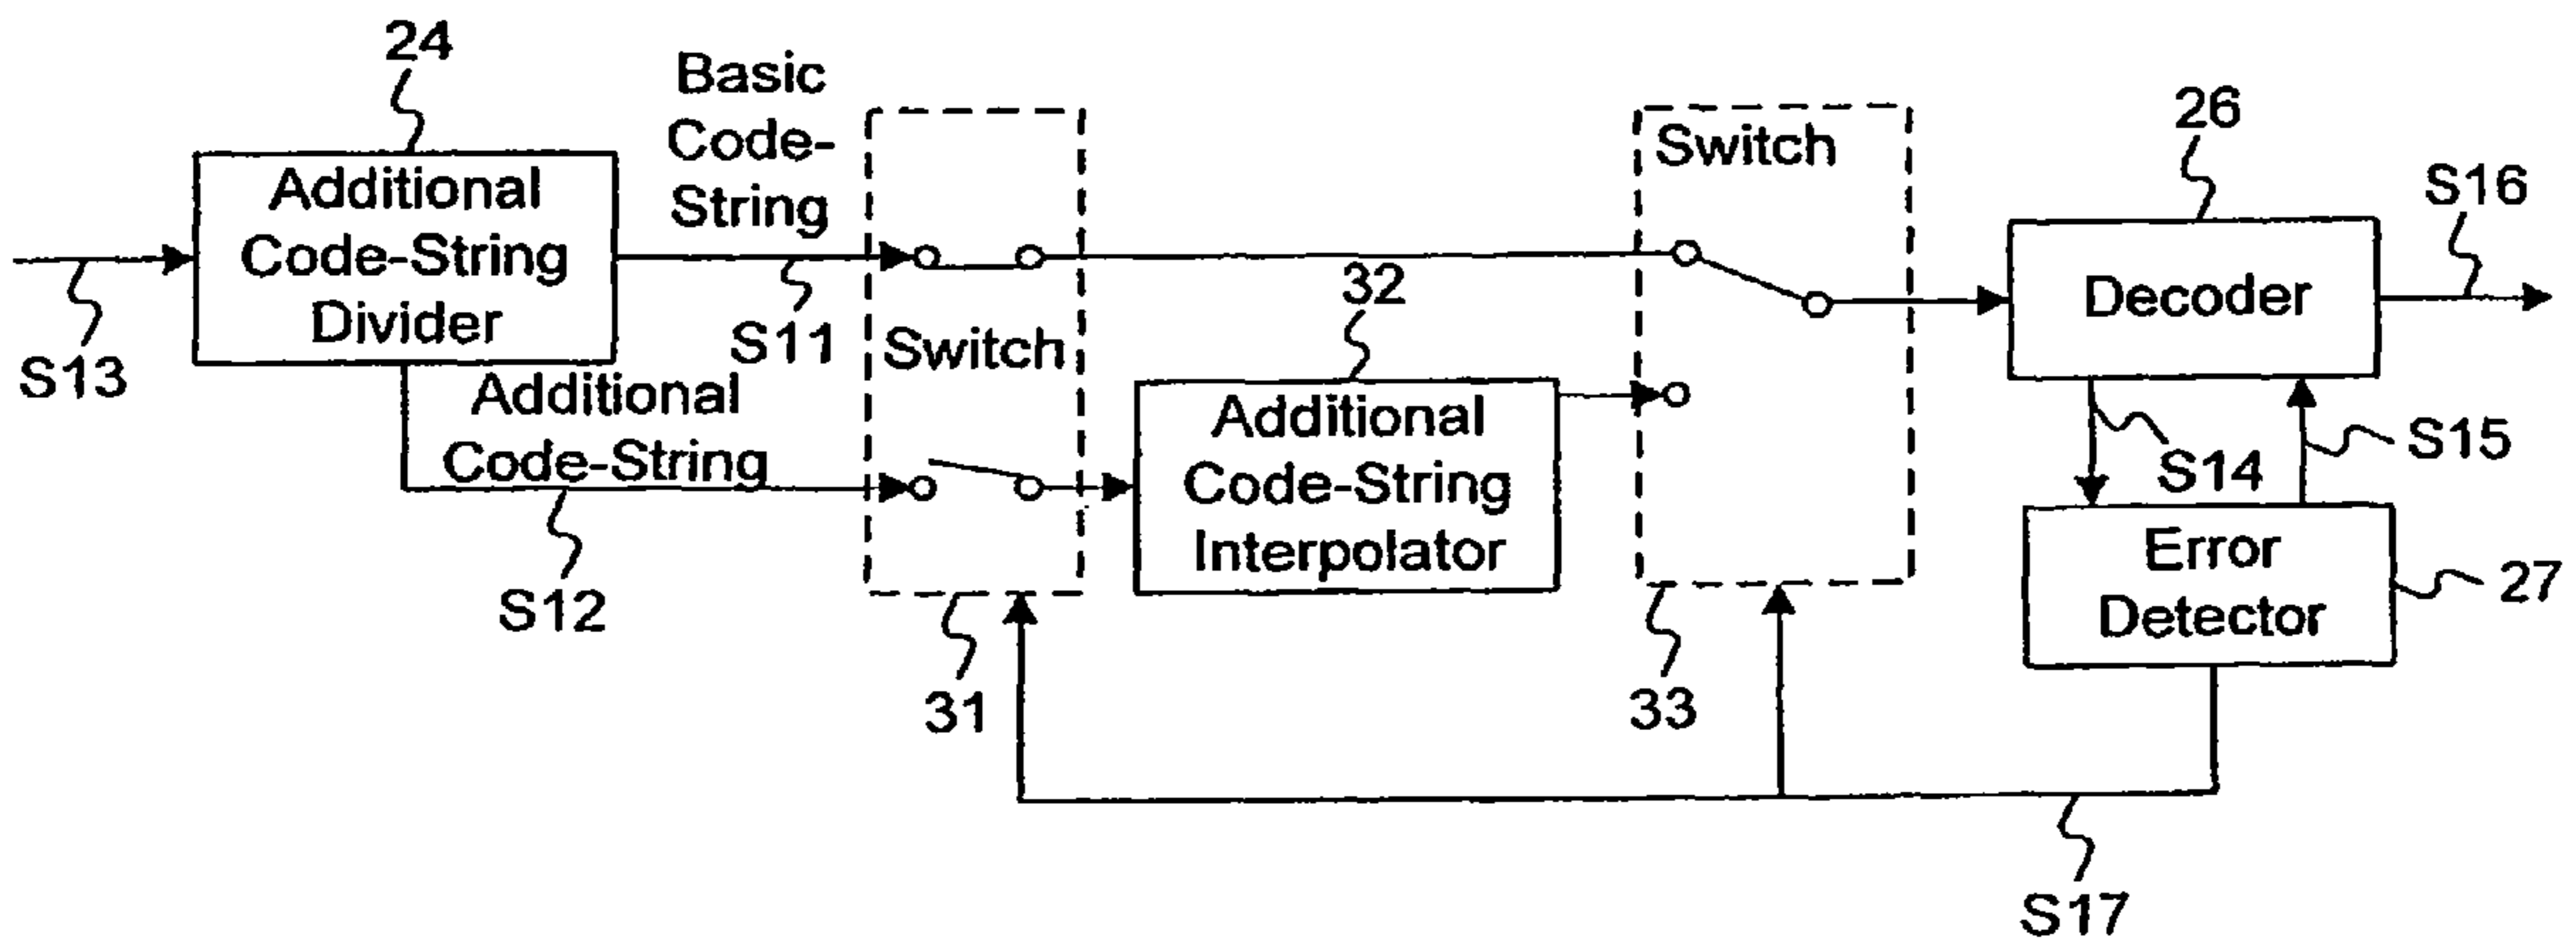 24
Basic
Code-
String
Additional
Code-String
Divider
S13
S11
Additional
Code-String
S12
Switch
31
32
Additional
Code-String
Interpolator
Switch
33
26
Decoder
S16
S14
S15
Error
Detector
27
S17